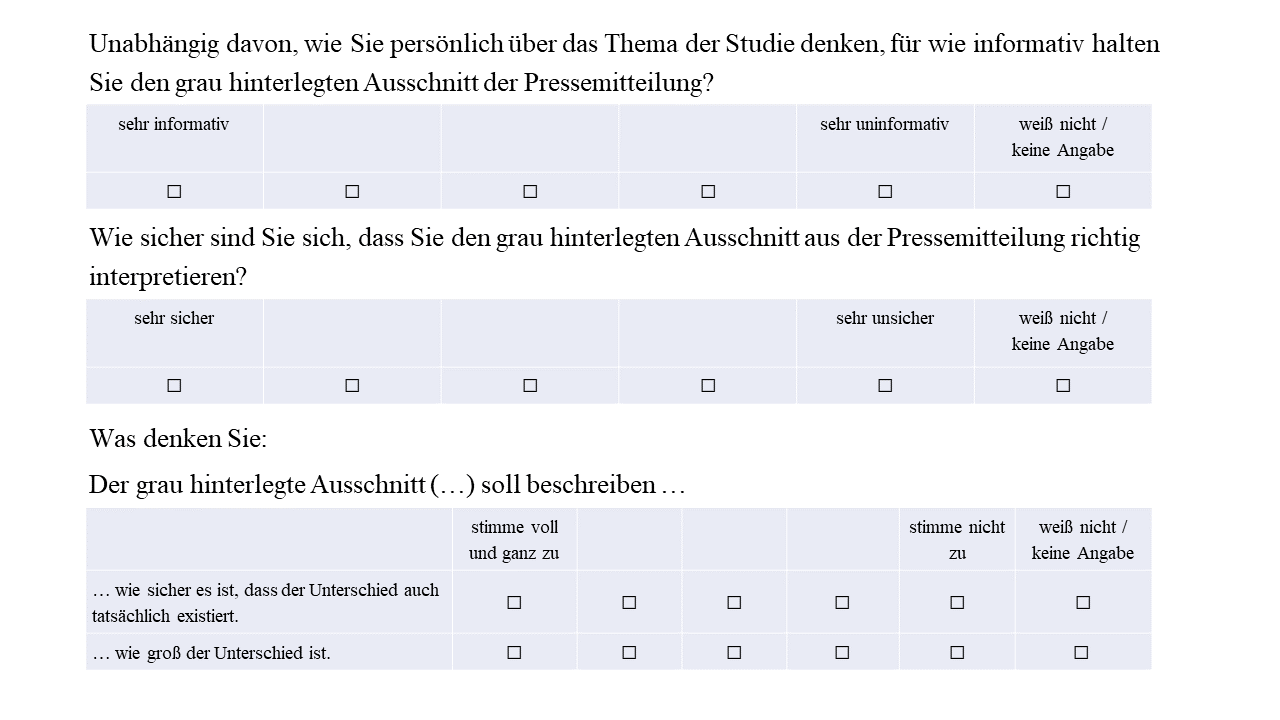 Unabhängig davon, wie Sie persönlich über das Thema der Studie denken, für wie informativ halten
Sie den grau hinterlegten Ausschnitt der Pressemitteilung?
sehr informativ
sehr uninformativ
weiß nicht /
keine Angabe
☐ ☐ ☐ ☐ ☐ ☐
Wie sicher sind Sie sich, dass Sie den grau hinterlegten Ausschnitt aus der Pressemitteilung richtig
interpretieren?
sehr sicher
sehr unsicher
weiß nicht /
keine Angabe
☐ ☐ ☐ ☐ ☐ ☐
Was denken Sie:
Der grau hinterlegte Ausschnitt (…) soll beschreiben …
stimme voll
und ganz zu
stimme nicht
zu
weiß nicht /
keine Angabe
… wie sicher es ist, dass der Unterschied auch
tatsächlich existiert.
☐ ☐ ☐ ☐ ☐ ☐
… wie groß der Unterschied ist.
☐ ☐ ☐ ☐ ☐ ☐